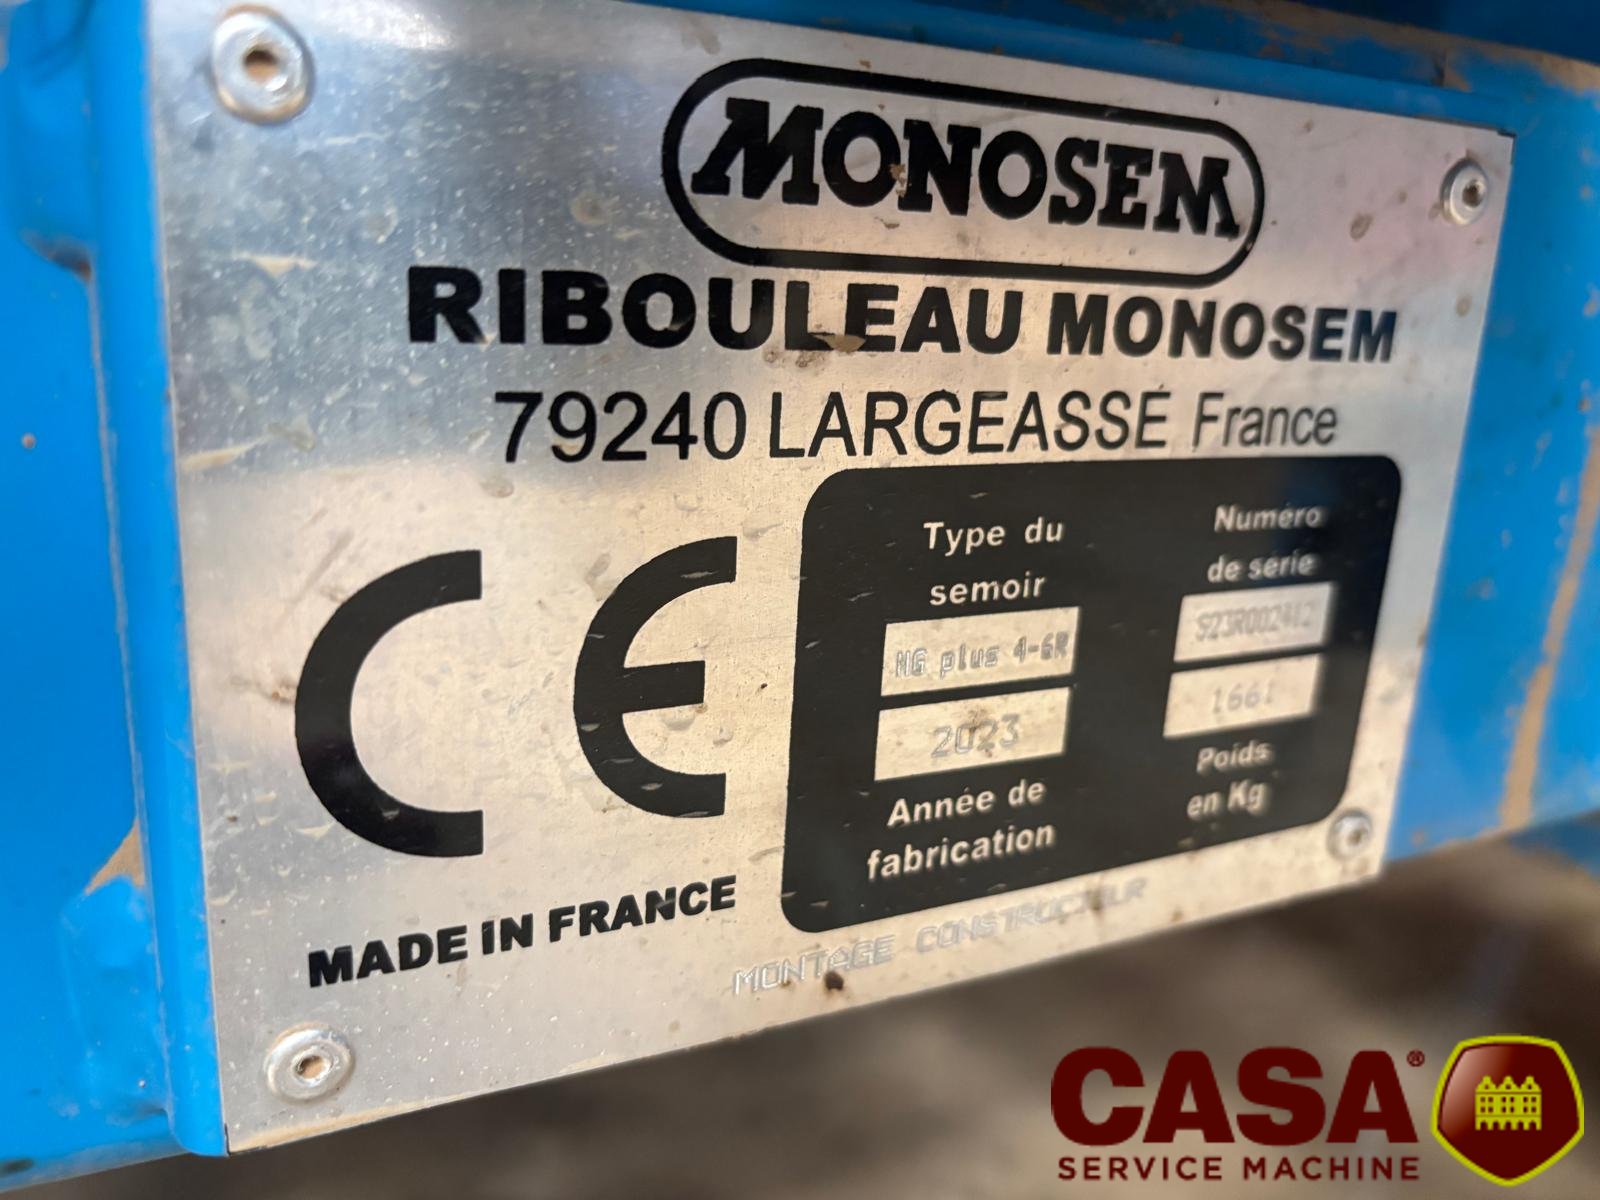 MONOSEM
RIBOULEAU MONOSEM
79240 LARGEASSE France
CE
Type du
semoir
NG plus 4-6R
2023
Année de
fabrication
Numéro
de série
S23R002412
1661
Poids
en Kg
MADE IN FRANCE
MONTAGE CONSTRUCTEUR
CASA®
SERVICE MACHINE